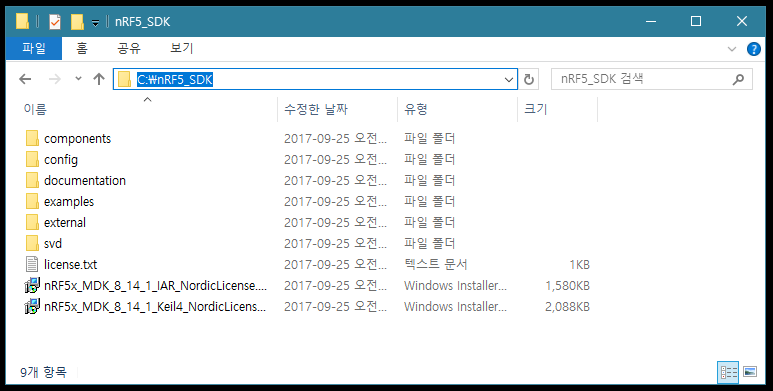 nRF5_SDK
파일 홈 공유 보기
C:₩nRF5_SDK nRF5_SDK 검색
이름 수정한 날짜 유형 크기
components 2017-09-25 오전... 파일 폴더
config 2017-09-25 오전... 파일 폴더
documentation 2017-09-25 오전... 파일 폴더
examples 2017-09-25 오전... 파일 폴더
external 2017-09-25 오전... 파일 폴더
svd 2017-09-25 오전... 파일 폴더
license.txt 2017-09-25 오전... 텍스트 문서 1KB
nRF5x_MDK_8_14_1_IAR_NordicLicense.... 2017-09-25 오전... Windows Installer... 1,580KB
nRF5x_MDK_8_14_1_Keil4_NordicLicens... 2017-09-25 오전... Windows Installer... 2,088KB
9개 항목